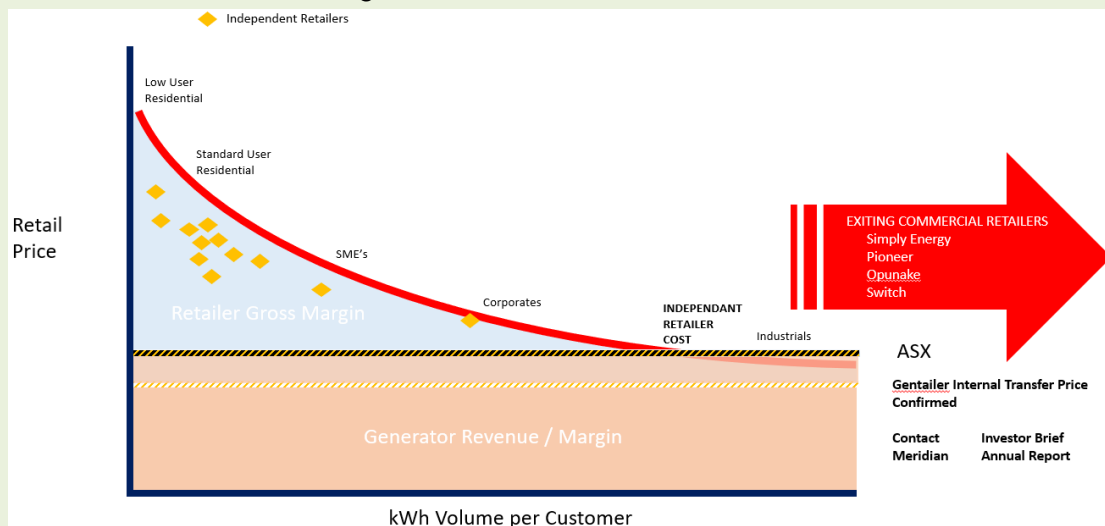 Independent Retailers
Low User
Residential
Standard User
Residential
Retail
Price
SME's
Corporates
Retailer Gross Margin
INDEPENDANT
RETAILER
COST
Industrials
EXITING COMMERCIAL RETAILERS
Simply Energy
Pioneer
Opunake
Switch
ASX
Gentailer Internal Transfer Price
Confirmed
Contact Investor Brief
Meridian Annual Report
Generator Revenue / Margin
kWh Volume per Customer